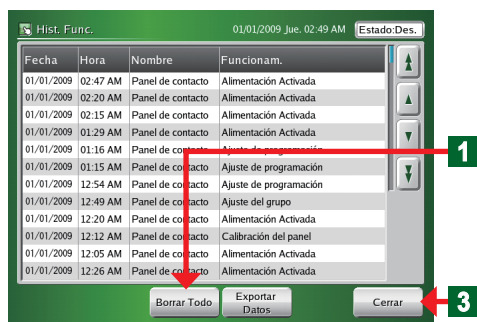 Hist. Func. 01/01/2009 Jue. 02:49 AM Estado:Des.
Fecha Hora Nombre Funcionam.
01/01/2009 02:47 AM Panel de contacto Alimentación Activada
01/01/2009 02:20 AM Panel de contacto Alimentación Activada
01/01/2009 02:15 AM Panel de contacto Alimentación Activada
01/01/2009 01:29 AM Panel de contacto Alimentación Activada
01/01/2009 01:16 AM Panel de contacto Ajuste de programación
01/01/2009 01:15 AM Panel de contacto Ajuste de programación
01/01/2009 12:54 AM Panel de contacto Ajuste de programación
01/01/2009 12:49 AM Panel de contacto Ajuste del grupo
01/01/2009 12:20 AM Panel de contacto Alimentación Activada
01/01/2009 12:12 AM Panel de contacto Calibración del panel
01/01/2009 12:05 AM Panel de contacto Alimentación Activada
01/01/2009 12:26 AM Panel de contacto Alimentación Activada
1
Borrar Todo
Exportar
Datos
Cerrar
3